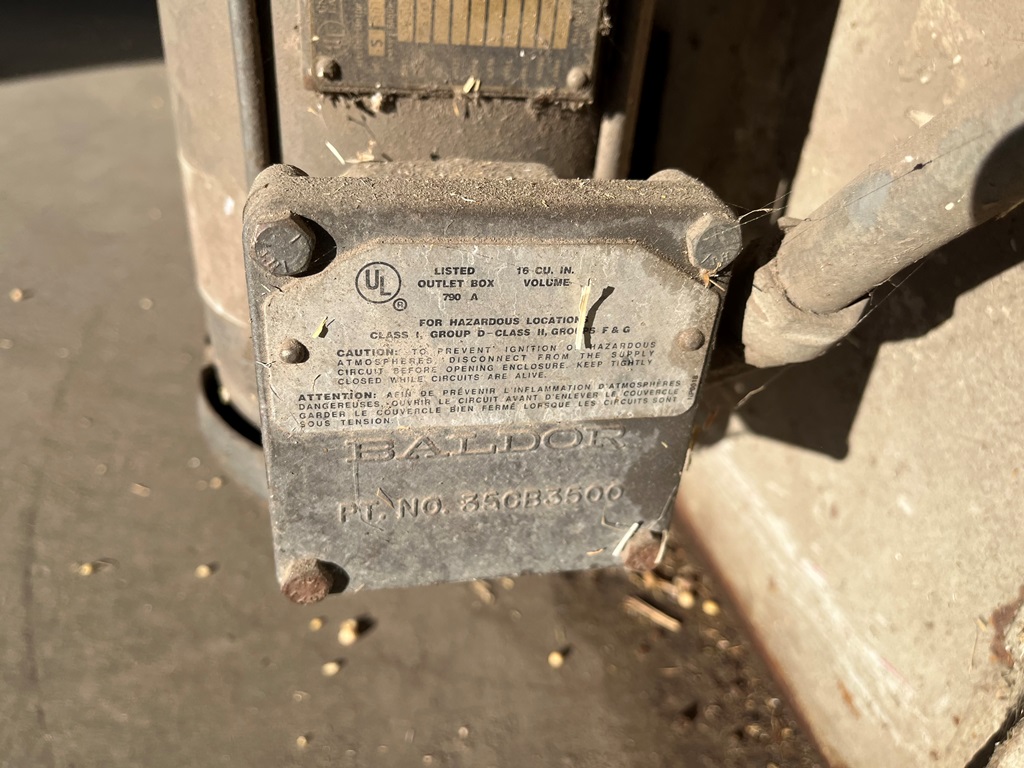 UL
®
LISTED 16 CU. IN.
OUTLET BOX VOLUME
790 A
FOR HAZARDOUS LOCATION
CLASS I, GROUP D-CLASS II, GROUPS F & G
CAUTION: TO PREVENT IGNITION OF HAZARDOUS
ATMOSPHERES, DISCONNECT FROM THE SUPPLY
CIRCUIT BEFORE OPENING ENCLOSURE. KEEP TIGHTLY
CLOSED WHILE CIRCUITS ARE ALIVE.
ATTENTION: AFIN DE PRÉVENIR L'INFLAMMATION D'ATMOSPHÈRES
DANGEREUSES, OUVRIR LE CIRCUIT AVANT D'ENLEVER LE COUVERCLE
GARDER LE COUVERCLE BIEN FERMÉ LORSQUE LES CIRCUITS SONT
SOUS TENSION
BALDOR
PT. NO. 35CB3500